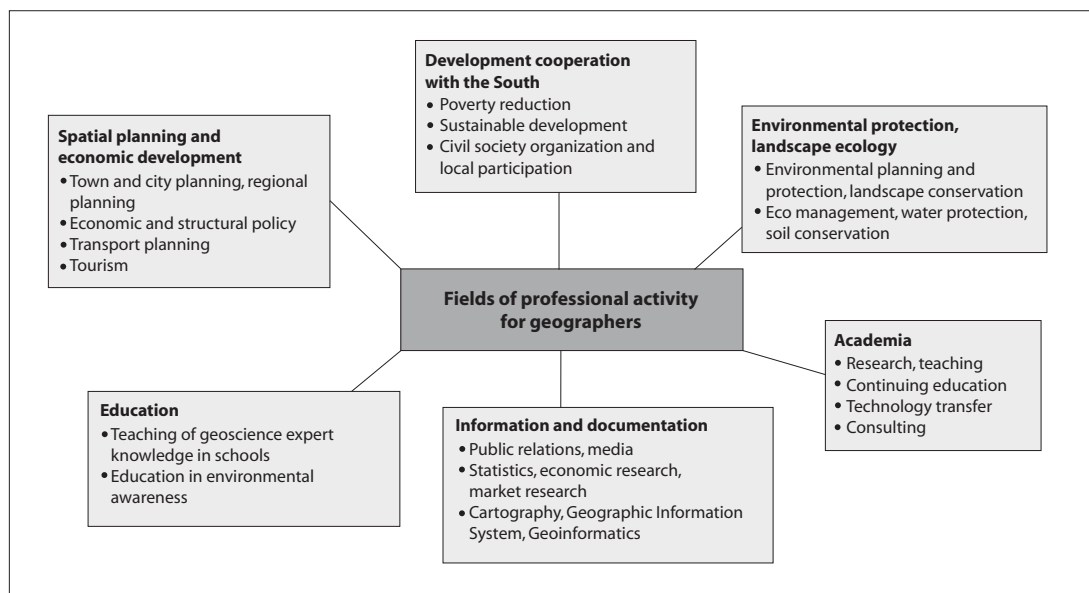 Development cooperation
with the South
• Poverty reduction
• Sustainable development
• Civil society organization and
local participation
Spatial planning and
economic development
• Town and city planning, regional
planning
• Economic and structural policy
• Transport planning
• Tourism
Environmental protection,
landscape ecology
• Environmental planning and
protection, landscape conservation
• Eco management, water protection,
soil conservation
Fields of professional activity
for geographers
Academia
• Research, teaching
• Continuing education
• Technology transfer
• Consulting
Education
• Teaching of geoscience expert
knowledge in schools
• Education in environmental
awareness
Information and documentation
• Public relations, media
• Statistics, economic research,
market research
• Cartography, Geographic Information
System, Geoinformatics